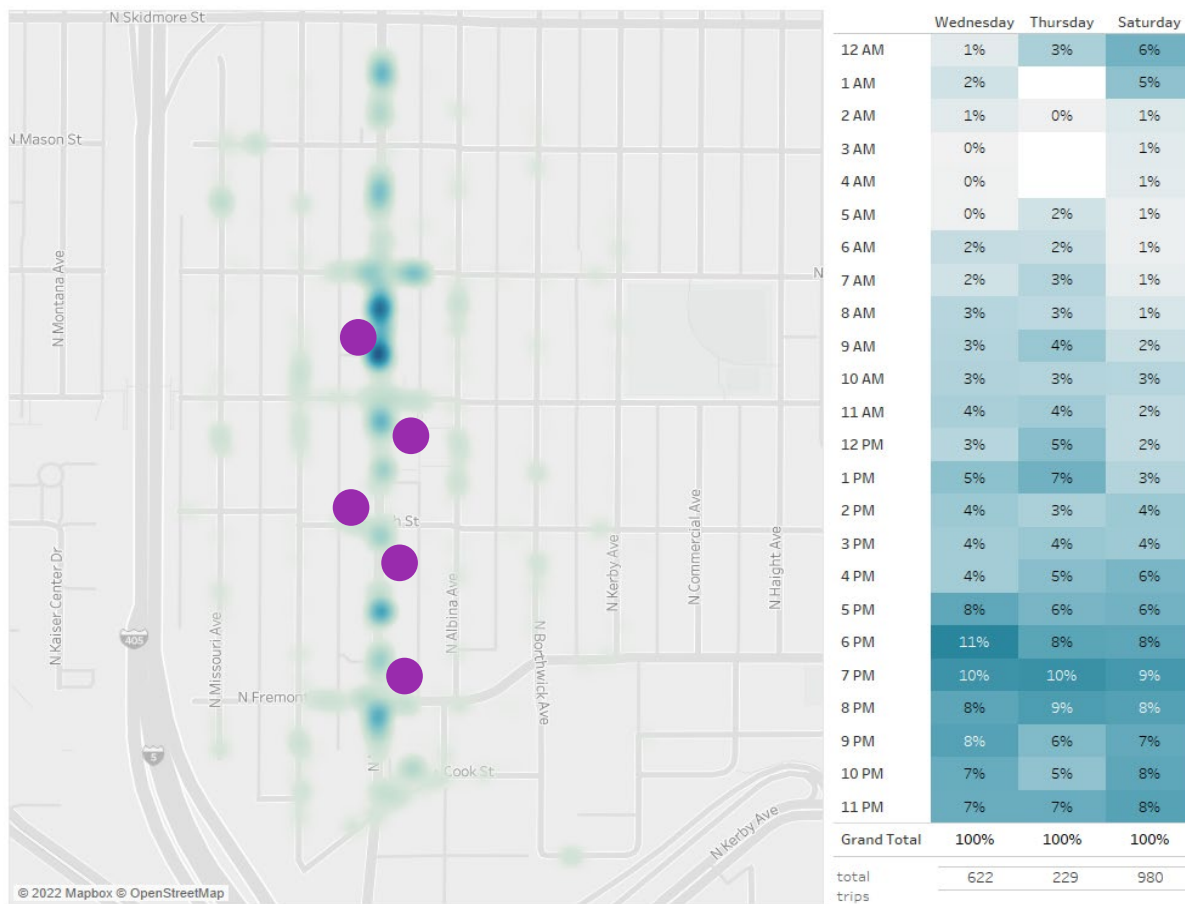 N Skidmore St
N Mason St
N Montana Ave
N
N Kaiser Center Dr
N Missouri Ave
h St
N Albina Ave
N Borthwick Ave
N Kerby Ave
N Commercial Ave
N Haight Ave
405
N Fremont
5
N
Cook St
N Kerby Ave
© 2022 Mapbox © OpenStreetMap
Wednesday Thursday Saturday
12 AM 1% 3% 6%
1 AM 2% 5%
2 AM 1% 0% 1%
3 AM 0% 1%
4 AM 0% 1%
5 AM 0% 2% 1%
6 AM 2% 2% 1%
7 AM 2% 3% 1%
8 AM 3% 3% 1%
9 AM 3% 4% 2%
10 AM 3% 3% 3%
11 AM 4% 4% 2%
12 PM 3% 5% 2%
1 PM 5% 7% 3%
2 PM 4% 3% 4%
3 PM 4% 4% 4%
4 PM 4% 5% 6%
5 PM 8% 6% 6%
6 PM 11% 8% 8%
7 PM 10% 10% 9%
8 PM 8% 9% 8%
9 PM 8% 6% 7%
10 PM 7% 5% 8%
11 PM 7% 7% 8%
Grand Total 100% 100% 100%
total 622 229 980
trips